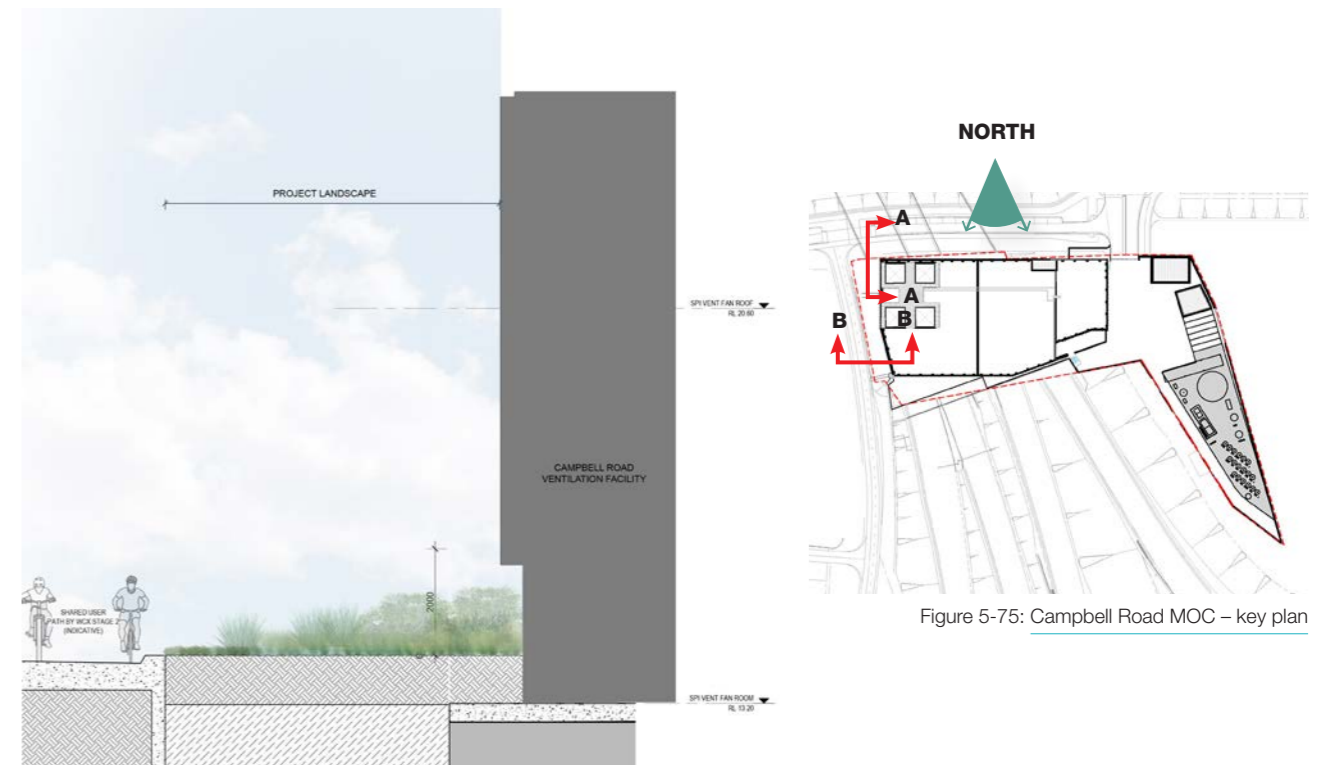 PROJECT LANDSCAPE
SPI VENT FAN ROOF
RL 20.60
CAMPBELL ROAD
VENTILATION FACILITY
2000
SHARED USER
PATH BY WCX STAGE 2
(INDICATIVE)
SPI VENT FAN ROOM
RL 13.20
NORTH
A
A
B
B
Figure 5-75: Campbell Road MOC – key plan